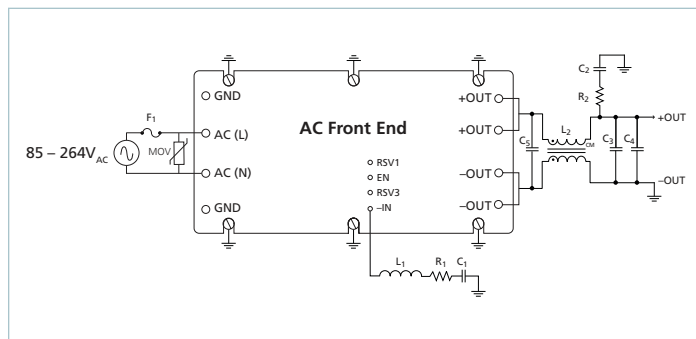 C2
R2
GND
F1
AC (L)
MOV
85 – 264VAC
AC (N)
GND
AC Front End
RSV1
EN
RSV3
–IN
+OUT
+OUT
–OUT
–OUT
L2
C5
CM
C3
C4
+OUT
–OUT
L1
R1
C1